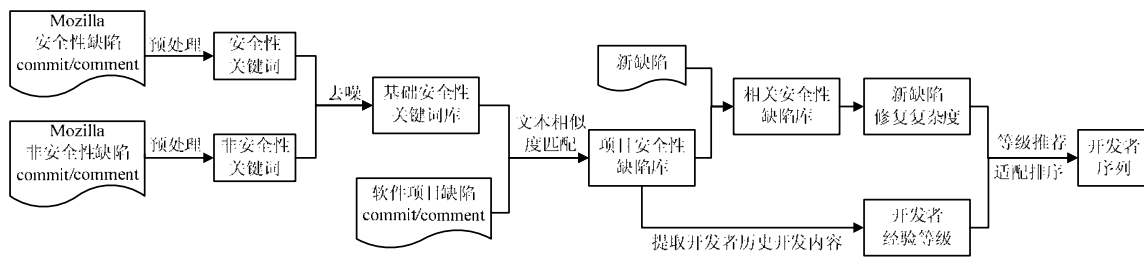 Mozilla
安全性缺陷
commit/comment
预处理
安全性
关键词
Mozilla
非安全性缺陷
commit/comment
预处理
非安全性
关键词
去噪
基础安全性
关键词库
软件项目缺陷
commit/comment
文本相似
度匹配
新缺陷
项目安全性
缺陷库
相关安全性
缺陷库
新缺陷
修复复杂度
提取开发者历史开发内容
开发者
经验等级
等级推荐
适配排序
开发者
序列